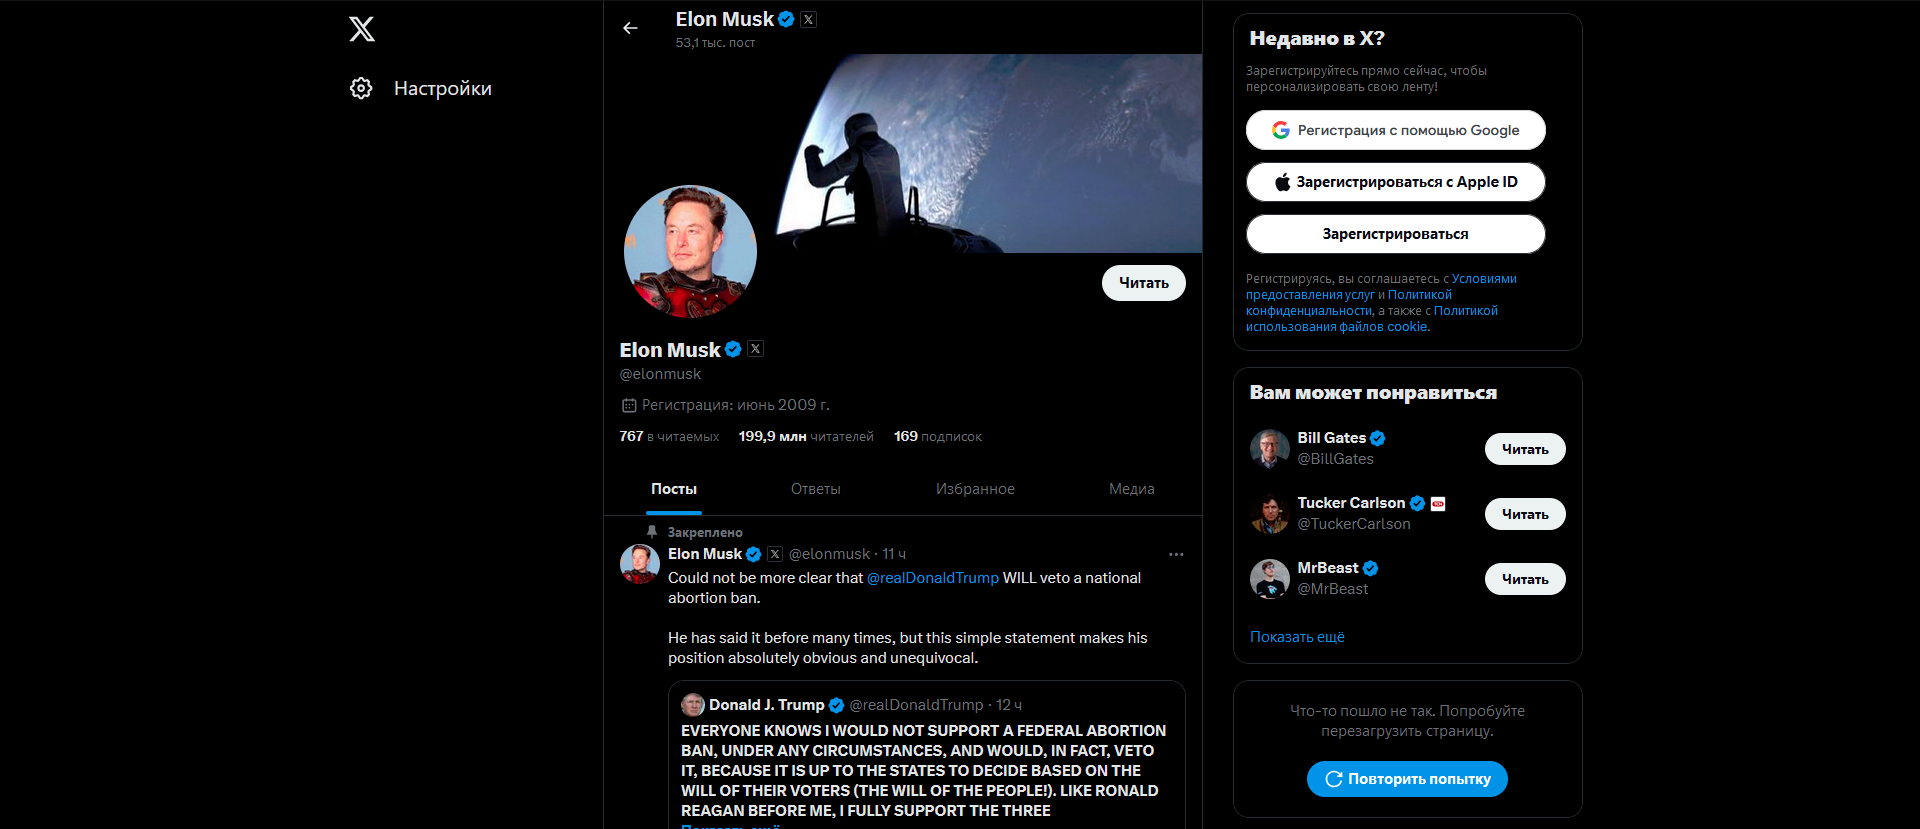 Настройки
Elon Musk
53,1 тыс. пост
Читать
Elon Musk
@elonmusk
Регистрация: июнь 2009 г.
767 в читаемых 199,9 млн читателей 169 подписок
Посты Ответы Избранное Медиа
Закреплено
Elon Musk @elonmusk · 11 ч
Could not be more clear that @realDonaldTrump WILL veto a national
abortion ban.
He has said it before many times, but this simple statement makes his
position absolutely obvious and unequivocal.
Donald J. Trump @realDonaldTrump · 12 ч
EVERYONE KNOWS I WOULD NOT SUPPORT A FEDERAL ABORTION
BAN, UNDER ANY CIRCUMSTANCES, AND WOULD, IN FACT, VETO
IT, BECAUSE IT IS UP TO THE STATES TO DECIDE BASED ON THE
WILL OF THEIR VOTERS (THE WILL OF THE PEOPLE!). LIKE RONALD
REAGAN BEFORE ME, I FULLY SUPPORT THE THREE
Показать ещё
Недавно в X?
Зарегистрируйтесь прямо сейчас, чтобы
персонализировать свою ленту!
Регистрация с помощью Google
Зарегистрироваться с Apple ID
Зарегистрироваться
Регистрируясь, вы соглашаетесь с Условиями
предоставления услуг и Политикой
конфиденциальности, а также с Политикой
использования файлов cookie.
Вам может понравиться
Bill Gates
@BillGates
Читать
Tucker Carlson
@TuckerCarlson
Читать
MrBeast
@MrBeast
Читать
Показать ещё
Что-то пошло не так. Попробуйте
перезагрузить страницу.
Повторить попытку